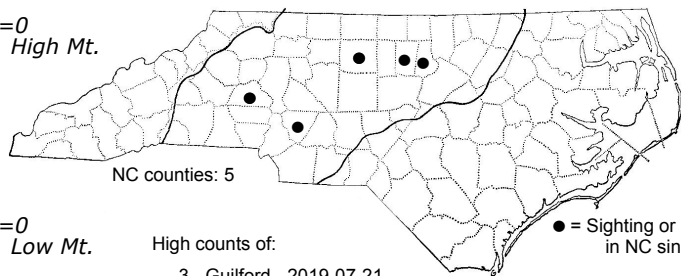 =0
High Mt.
NC counties: 5
=0
Low Mt.
High counts of:
3 - Guilford - 2019-07-21
● = Sighting or
in NC sin